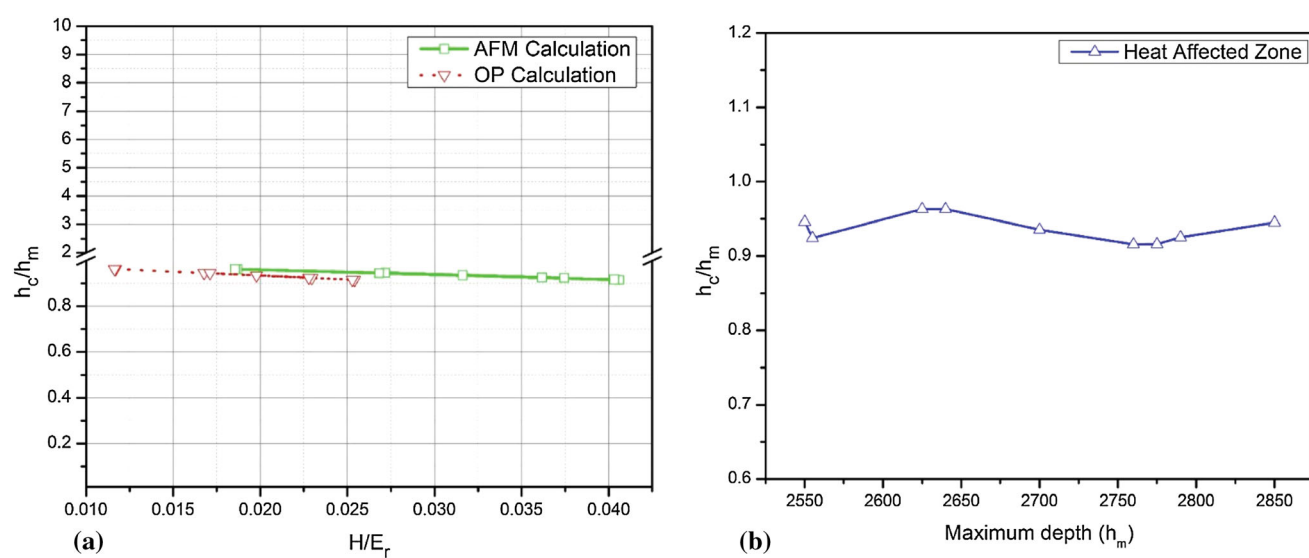 10
9
8
7
6
5
4
3
2
0.8
0.6
0.4
0.2
h_c/h_m
AFM Calculation
OP Calculation
0.010 0.015 0.020 0.025 0.030 0.035 0.040
(a)
H/E_r
1.2
1.1
1.0
0.9
0.8
0.7
0.6
h_c/h_m
Heat Affected Zone
2550 2600 2650 2700 2750 2800 2850
(b)
Maximum depth (h_m)